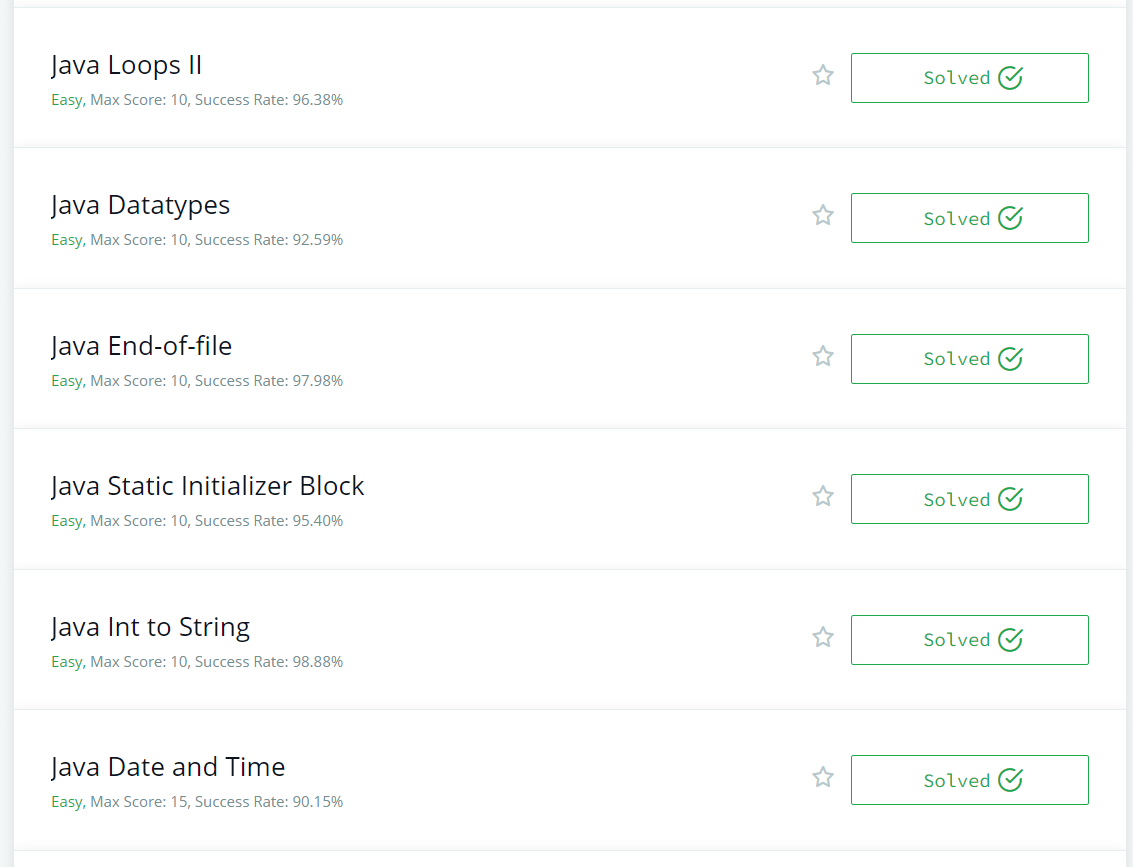 Java Loops II
Easy, Max Score: 10, Success Rate: 96.38%
Solved
Java Datatypes
Easy, Max Score: 10, Success Rate: 92.59%
Solved
Java End-of-file
Easy, Max Score: 10, Success Rate: 97.98%
Solved
Java Static Initializer Block
Easy, Max Score: 10, Success Rate: 95.40%
Solved
Java Int to String
Easy, Max Score: 10, Success Rate: 98.88%
Solved
Java Date and Time
Easy, Max Score: 15, Success Rate: 90.15%
Solved